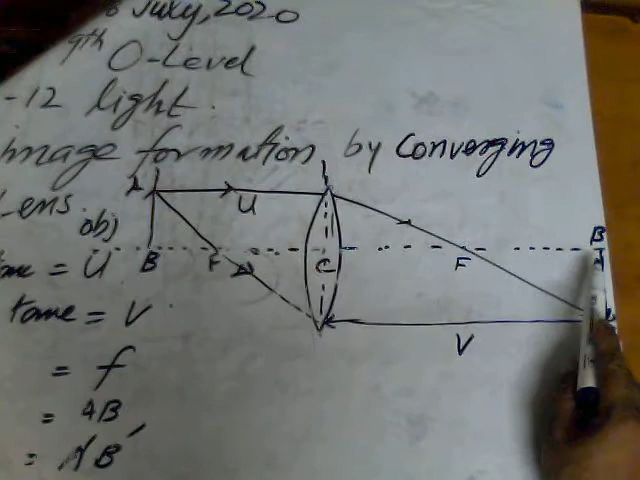 July, 2020
9th O-Level
-12 light.
image formation by Converging
Lens.
A L
U
obj
B F C F B
= U
= V
V
= f
= AB
B'